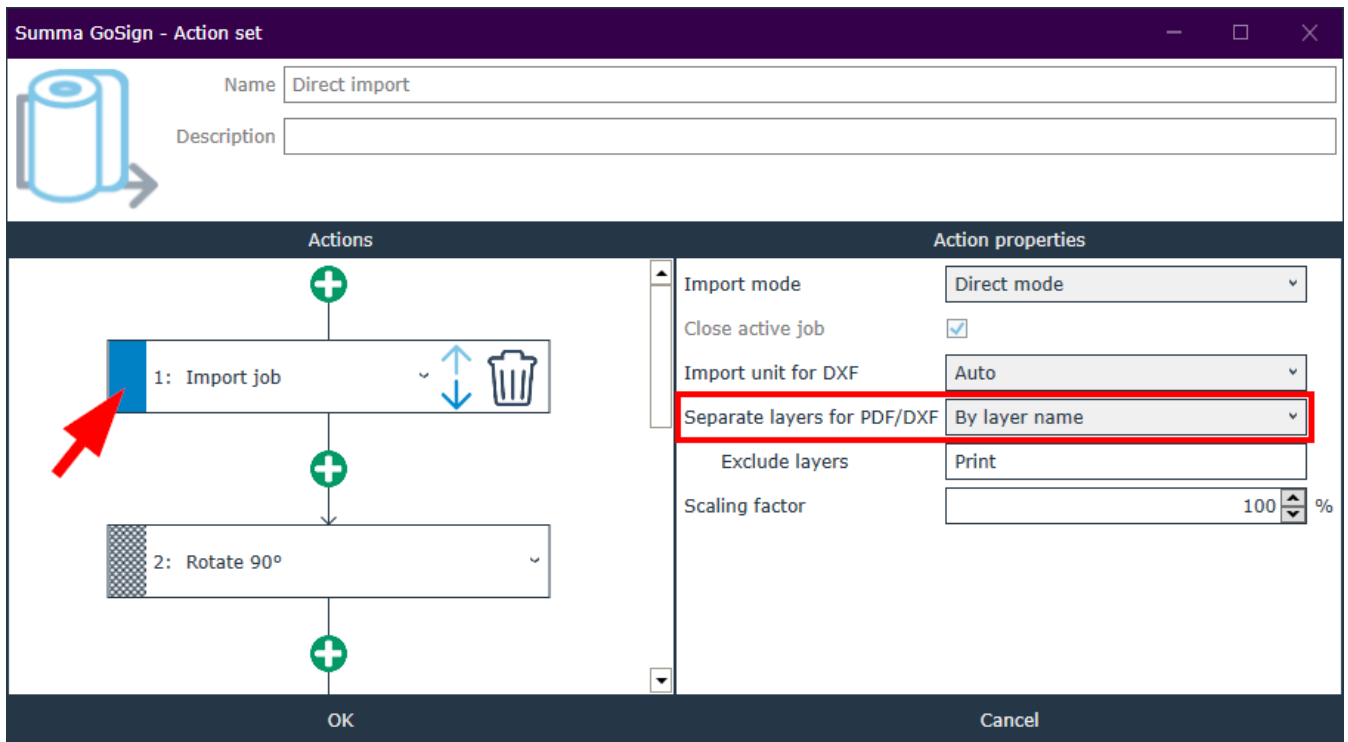 Summa GoSign - Action set
Name Direct import
Description
Actions
Action properties
1: Import job
2: Rotate 90º
Import mode Direct mode
Close active job
Import unit for DXF Auto
Separate layers for PDF/DXF By layer name
Exclude layers Print
Scaling factor 100 %
OK
Cancel